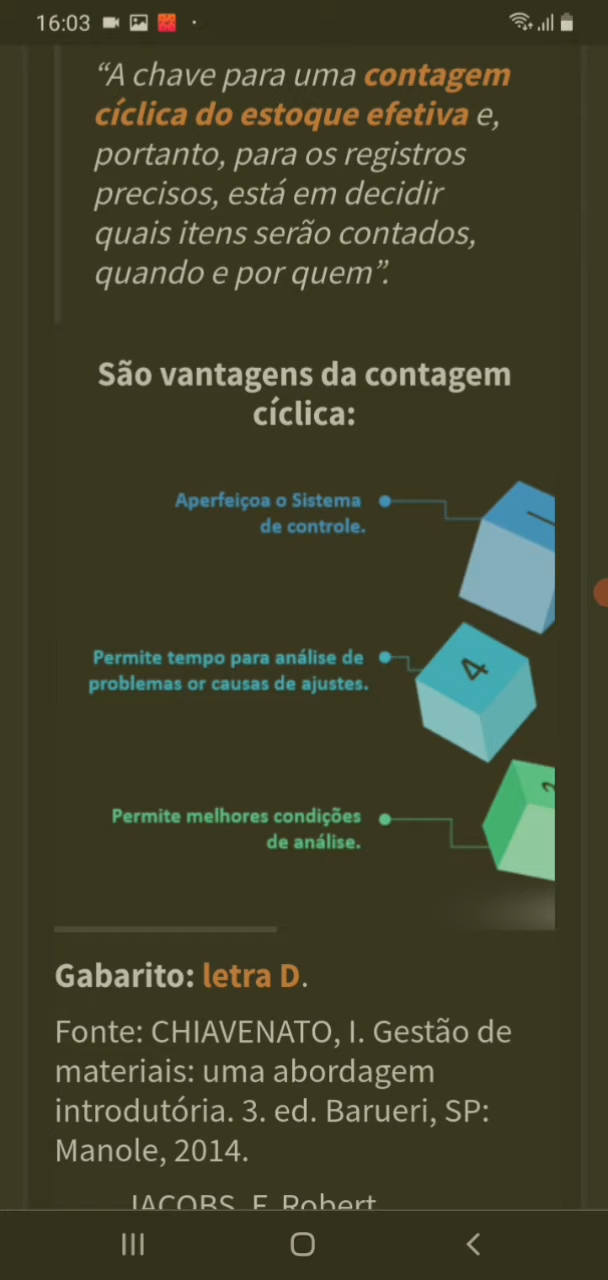 16:03
“A chave para uma contagem
cíclica do estoque efetiva e,
portanto, para os registros
precisos, está em decidir
quais itens serão contados,
quando e por quem”.
São vantagens da contagem
cíclica:
Aperfeiçoa o Sistema
de controle.
Permite tempo para análise de
problemas or causas de ajustes.
4
Permite melhores condições
de análise.
Gabarito: letra D.
Fonte: CHIAVENATO, I. Gestão de
materiais: uma abordagem
introdutória. 3. ed. Barueri, SP:
Manole, 2014.
JACOBS, F. Robert